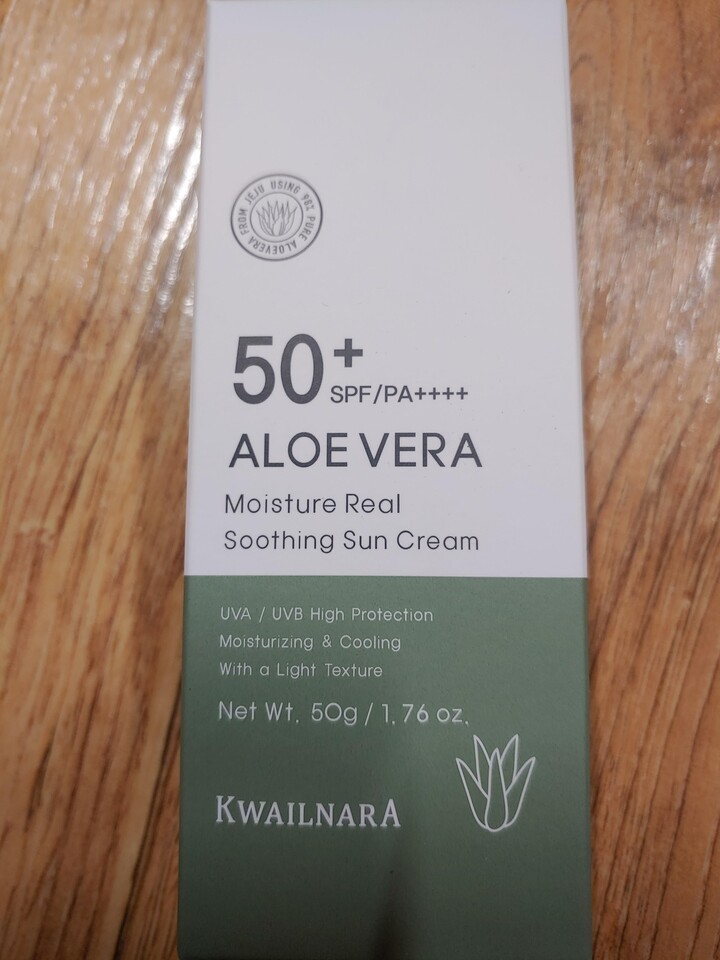 FROM JEJU USING 98% PURE ALOEVERA
50+
SPF/PA++++
ALOE VERA
Moisture Real
Soothing Sun Cream
UVA / UVB High Protection
Moisturizing & Cooling
With a Light Texture
Net Wt. 50g / 1.76 oz.
KWAILNARA